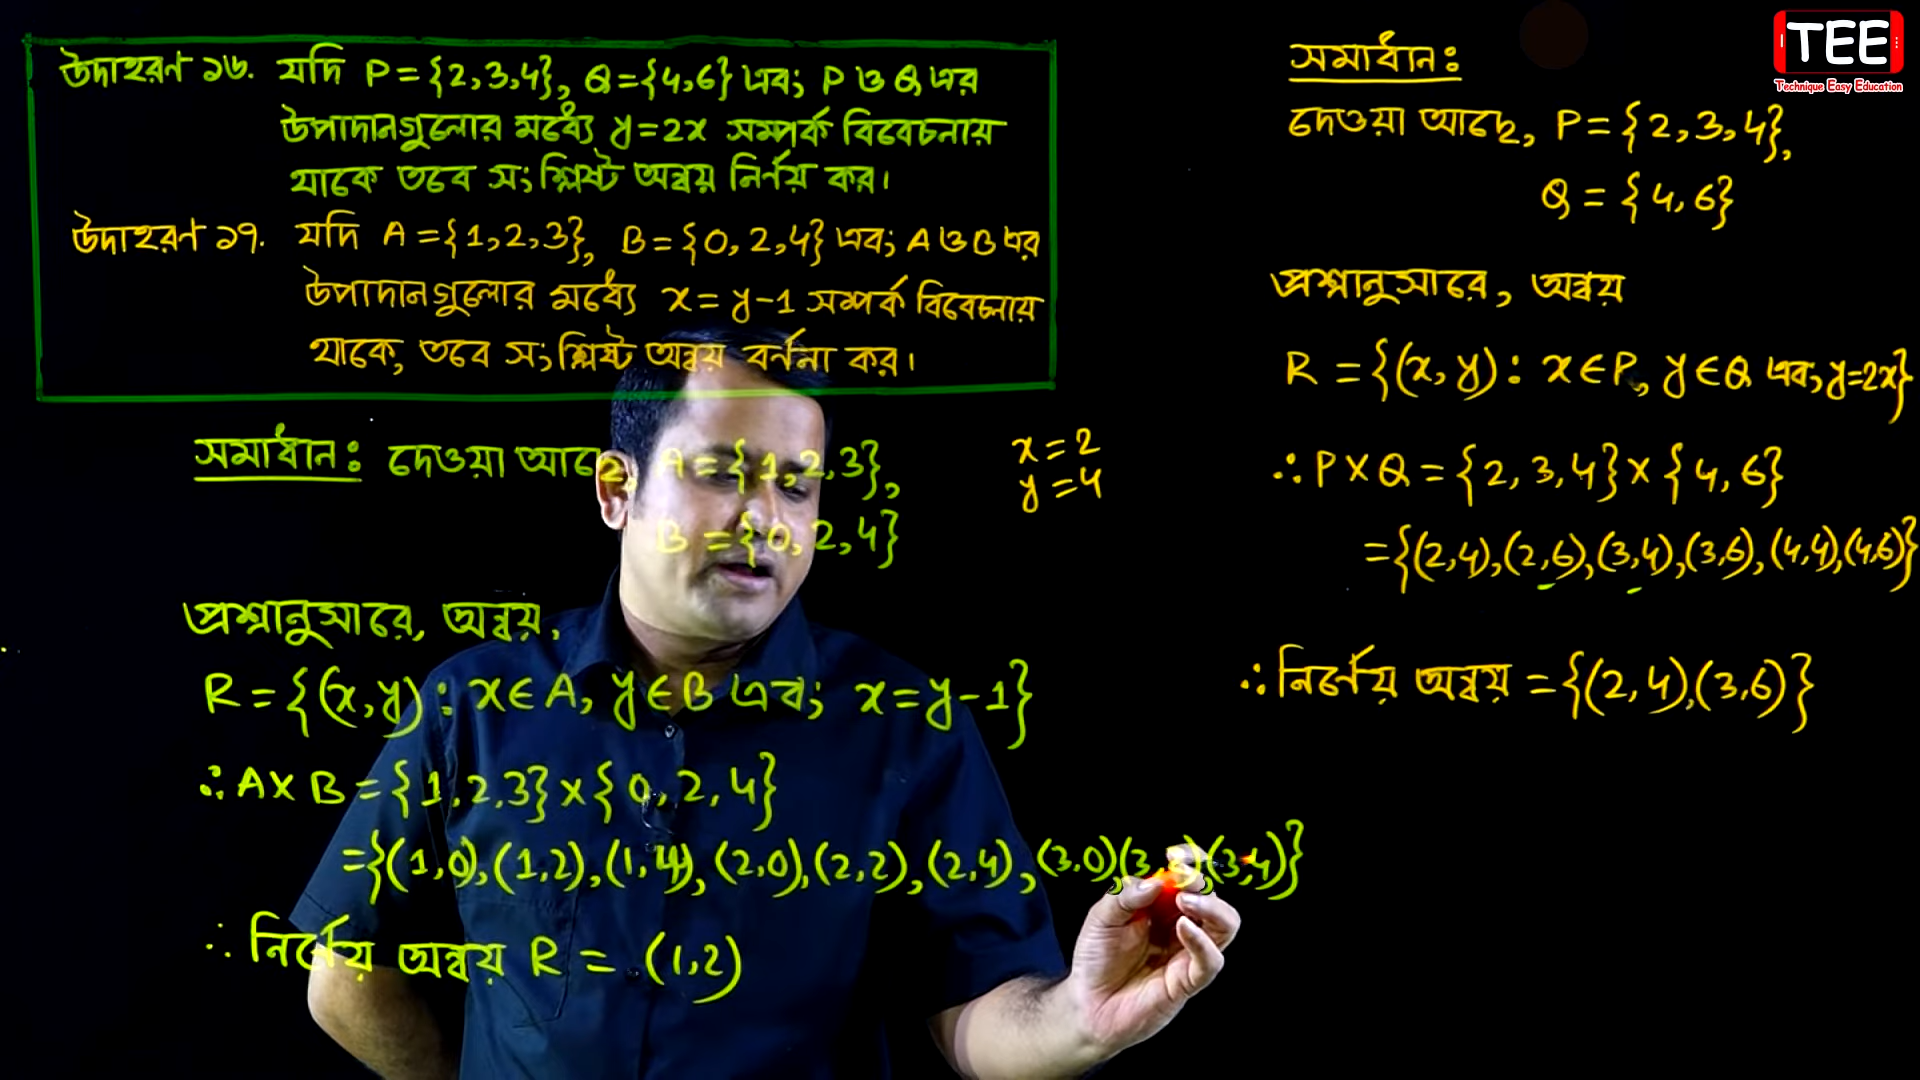 উদাহরণ ১৬. যদি P = {2,3,4}, Q = {4,6} এবং P ও Q এর
উপাদানগুলোর মধ্যে y = 2x সম্পর্ক বিবেচনায়
থাকে তবে সংশ্লিষ্ট অন্বয় নির্ণয় কর।
উদাহরণ ১৭. যদি A = {1,2,3}, B = {0,2,4} এবং A ও B এর
উপাদানগুলোর মধ্যে x = y-1 সম্পর্ক বিবেচনায়
থাকে, তবে সংশ্লিষ্ট অন্বয় বর্ণনা কর।
সমাধান: দেওয়া আছে, A = {1,2,3},
B = {0,2,4}
x = 2
y = 4
প্রশ্নানুসারে, অন্বয়,
R = {(x,y) : x∈A, y∈B এবং x = y-1}
∴ A×B = {1,2,3} × {0,2,4}
= {(1,0),(1,2),(1,4),(2,0),(2,2),(2,4),(3,0),(3,2),(3,4)}
∴ নির্ণেয় অন্বয় R = (1,2)
সমাধান:
দেওয়া আছে, P = {2,3,4},
Q = {4,6}
প্রশ্নানুসারে, অন্বয়
R = {(x,y) : x∈P, y∈Q এবং y=2x}
∴ P×Q = {2,3,4} × {4,6}
= {(2,4),(2,6),(3,4),(3,6),(4,4),(4,6)}
∴ নির্ণেয় অন্বয় = {(2,4),(3,6)}
TEE
Technique Easy Education